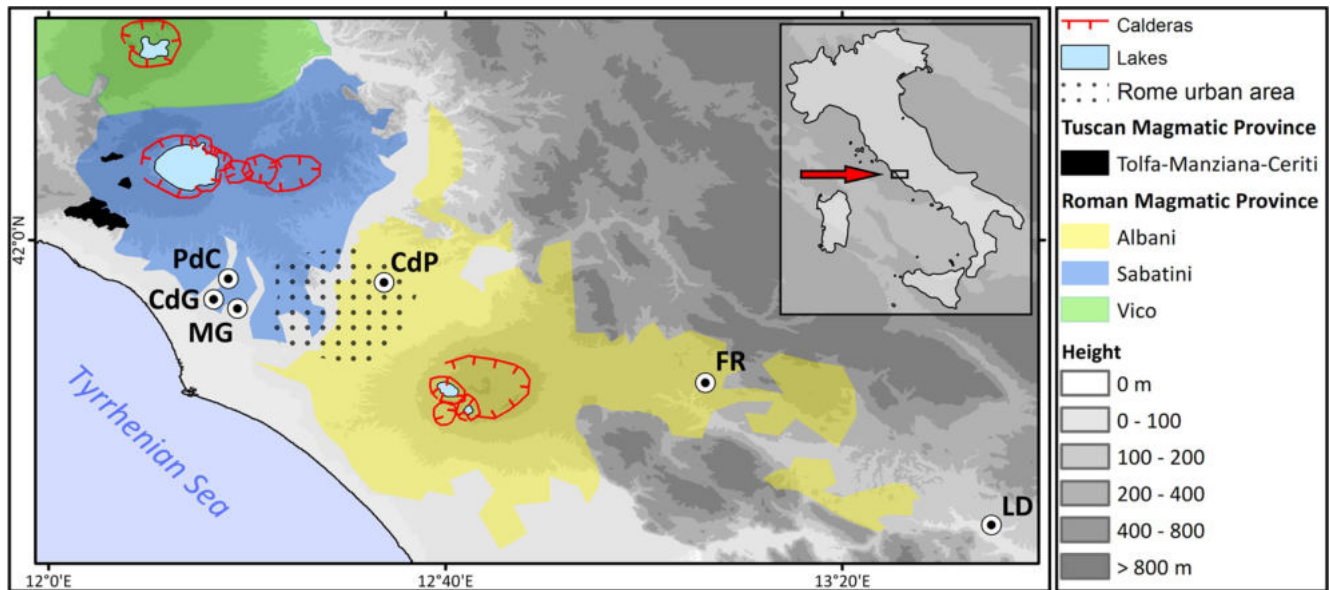 42°0'N
PdC
CdG
MG
CdP
FR
LD
Tyrrhenian Sea
12°0'E
12°40'E
13°20'E
Calderas
Lakes
Rome urban area
Tuscan Magmatic Province
Tolfa-Manziana-Ceriti
Roman Magmatic Province
Albani
Sabatini
Vico
Height
0 m
0 - 100
100 - 200
200 - 400
400 - 800
> 800 m